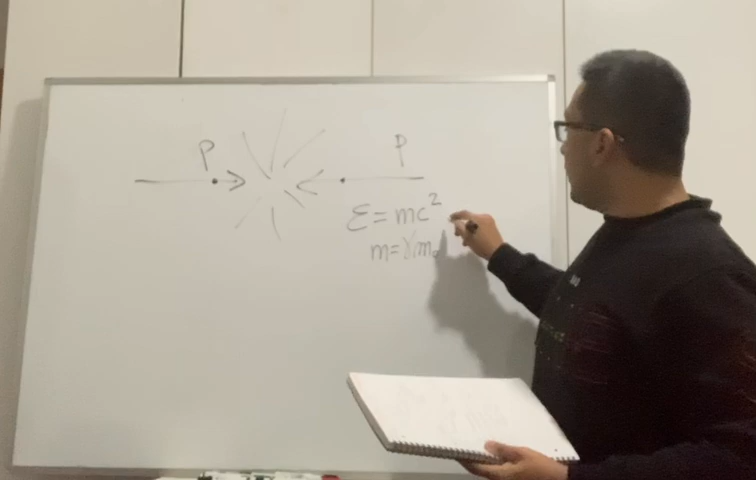 P P
ε = mc²
m = γm₀